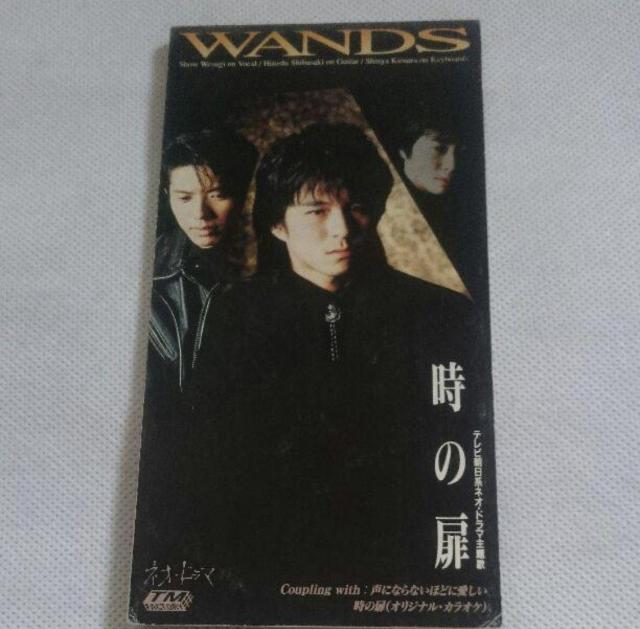 WANDS
Show Wesugi on Vocal / Hiroshi Shibasaki on Guitar / Shinya Kimura on Keyboards
時の扉
テレビ朝日系ネオ・ドラマ主題歌
ネオ・ドラマ
TM
Coupling with : 声にならないほどに愛しい
時の扉(オリジナル・カラオケ)